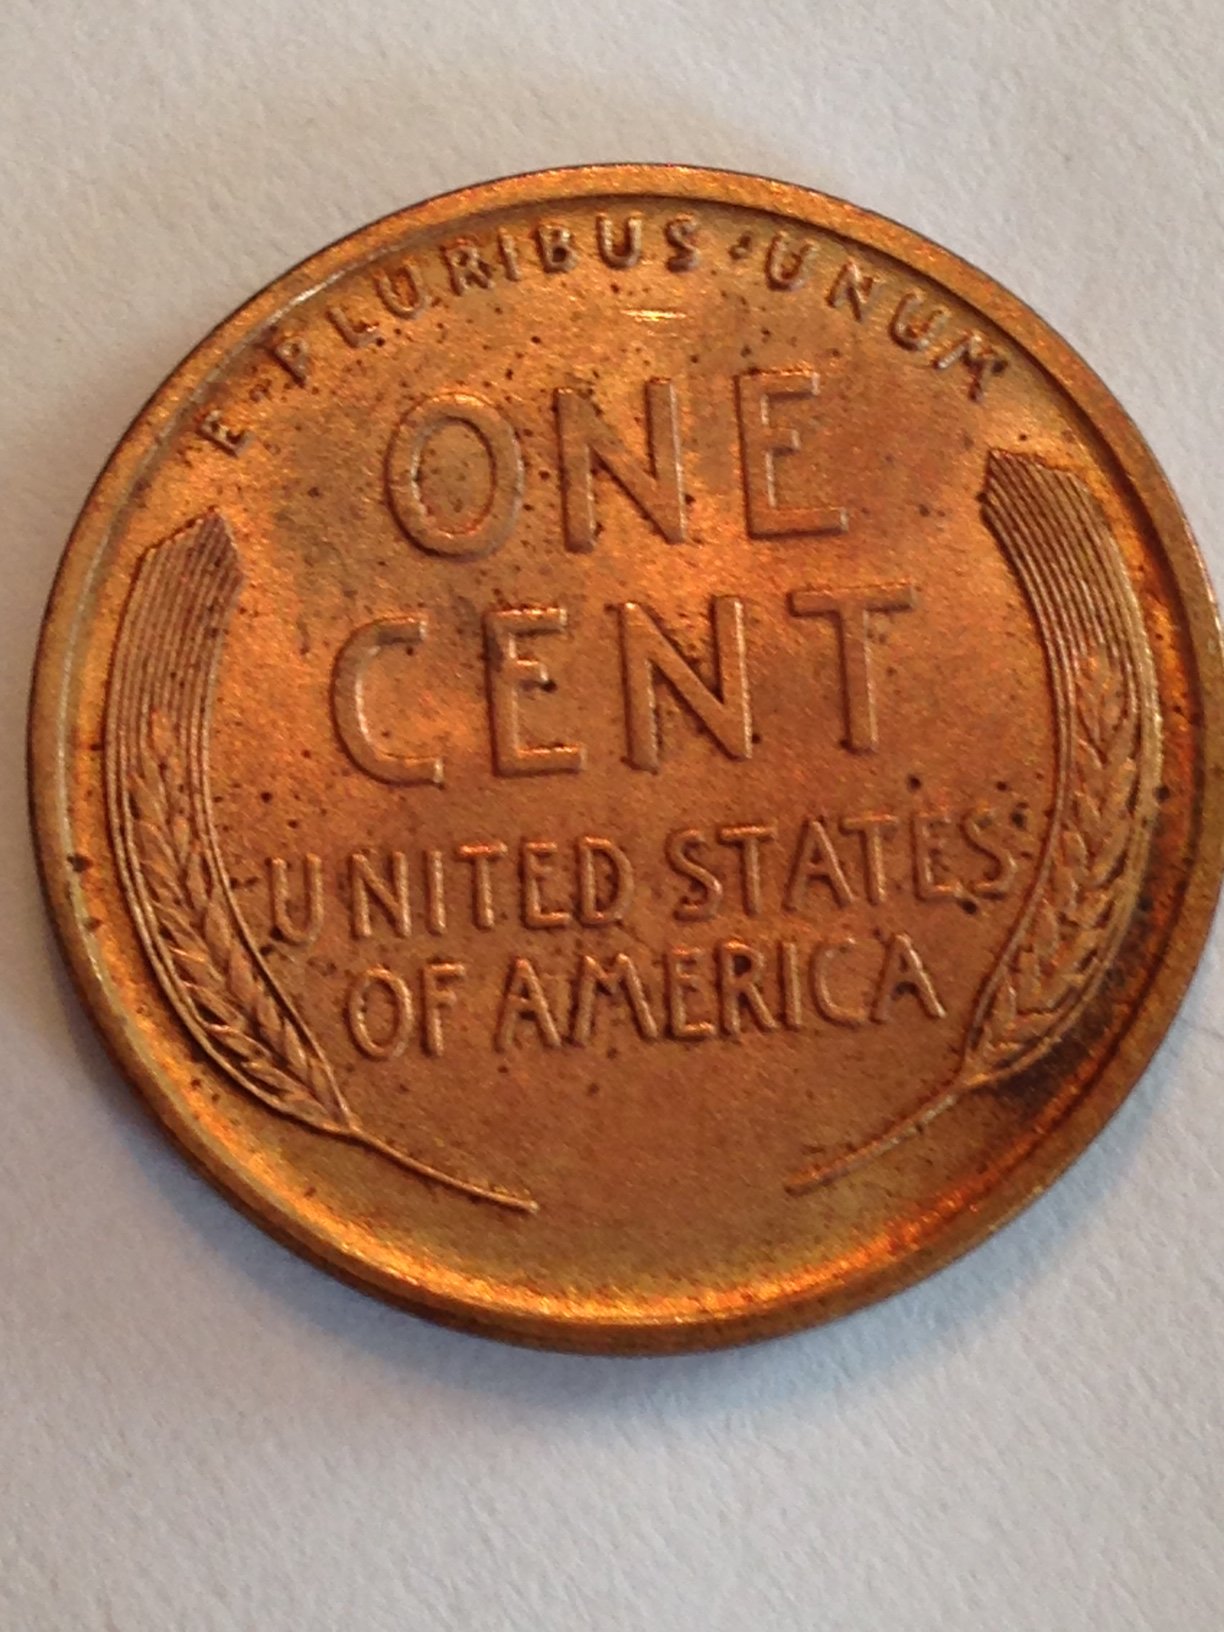 E·PLURIBUS·UNUM
ONE
CENT
UNITED STATES
OF AMERICA